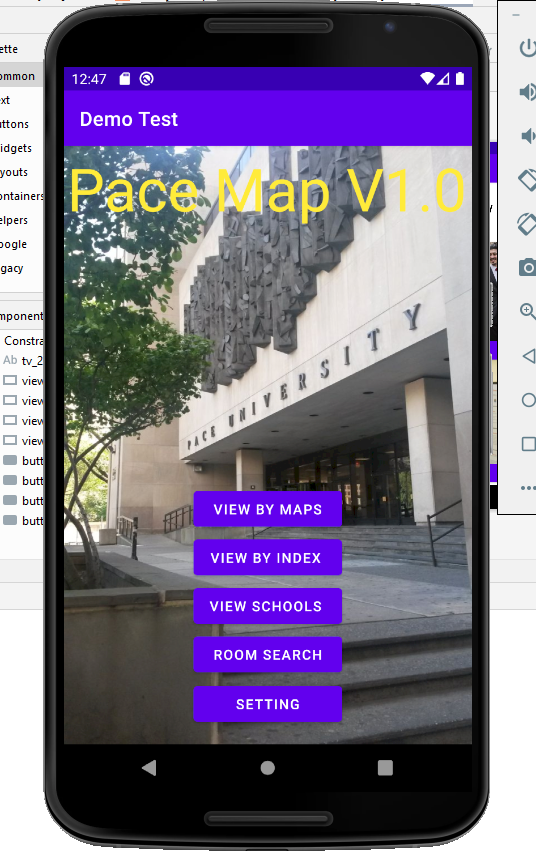 ette
ommon
ext
uttons
idgets
youts
ontainers
elpers
oogle
gacy
mponent
Constra
Ab tv_2
view
view
view
view
butt
butt
butt
butt
12:47
Demo Test
Pace Map V1.0
PACE UNIVERSITY
VIEW BY MAPS
VIEW BY INDEX
VIEW SCHOOLS
ROOM SEARCH
SETTING